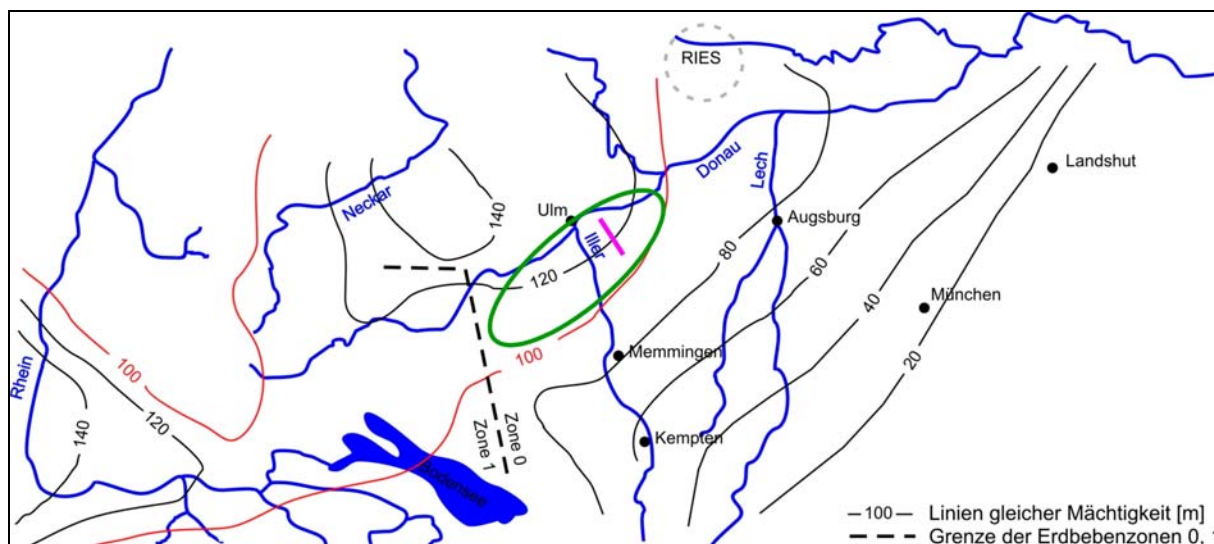 RIES
Donau
Lech
Landshut
Neckar
140
Ulm
Iller
Augsburg
80
120
60
München
40
100
Memmingen
20
Rhein
100
120
140
Zone 0
Zone 1
Kempten
Bodensee
—100— Linien gleicher Mächtigkeit [m]
Grenze der Erdbebenzonen 0, 1